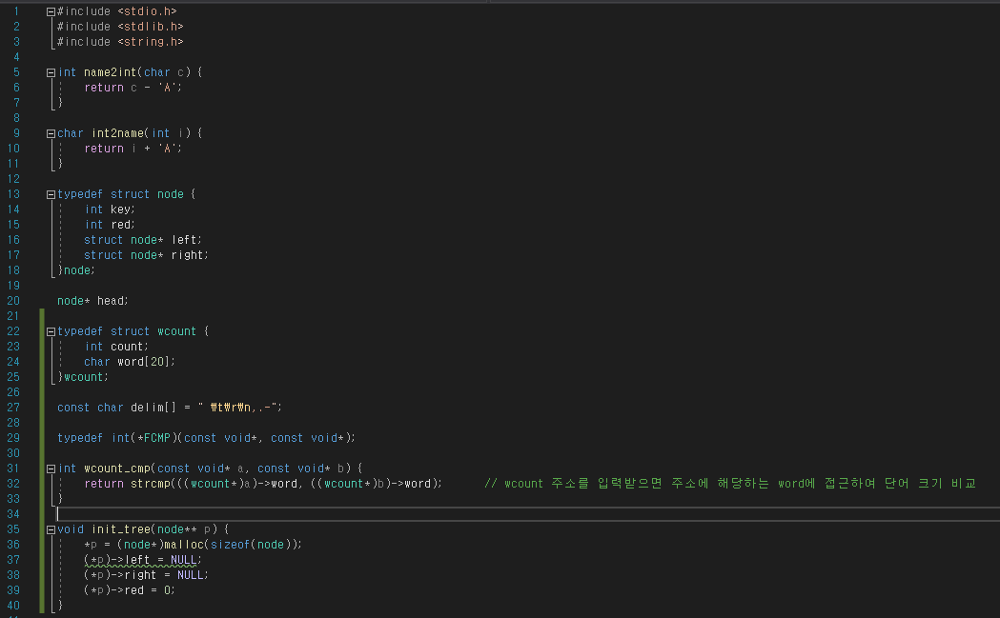 1 #include <stdio.h>
2 #include <stdlib.h>
3 #include <string.h>
4
5 int name2int(char c) {
6 return c - 'A';
7 }
8
9 char int2name(int i) {
10 return i + 'A';
11 }
12
13 typedef struct node {
14 int key;
15 int red;
16 struct node* left;
17 struct node* right;
18 }node;
19
20 node* head;
21
22 typedef struct wcount {
23 int count;
24 char word[20];
25 }wcount;
26
27 const char delim[] = " ₩t₩r₩n,.-";
28
29 typedef int(*FCMP)(const void*, const void*);
30
31 int wcount_cmp(const void* a, const void* b) {
32 return strcmp(((wcount*)a)->word, ((wcount*)b)->word); // wcount 주소를 입력받으면 주소에 해당하는 word에 접근하여 단어 크기 비교
33 }
34
35 void init_tree(node** p) {
36 *p = (node*)malloc(sizeof(node));
37 (*p)->left = NULL;
38 (*p)->right = NULL;
39 (*p)->red = 0;
40 }